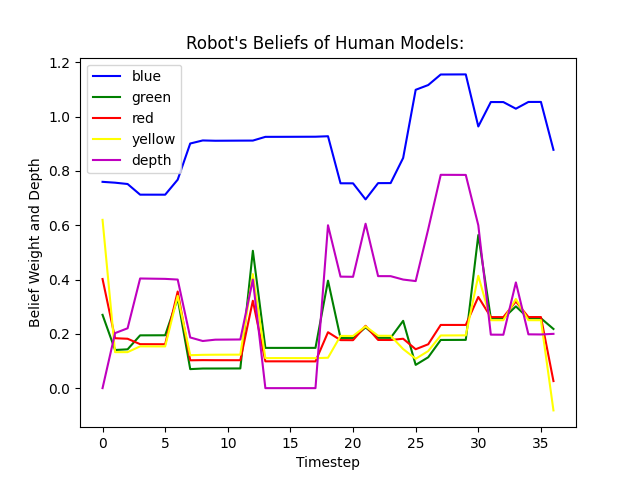 Robot's Beliefs of Human Models:
Belief Weight and Depth
1.2
1.0
0.8
0.6
0.4
0.2
0.0
blue
green
red
yellow
depth
0 5 10 15 20 25 30 35
Timestep